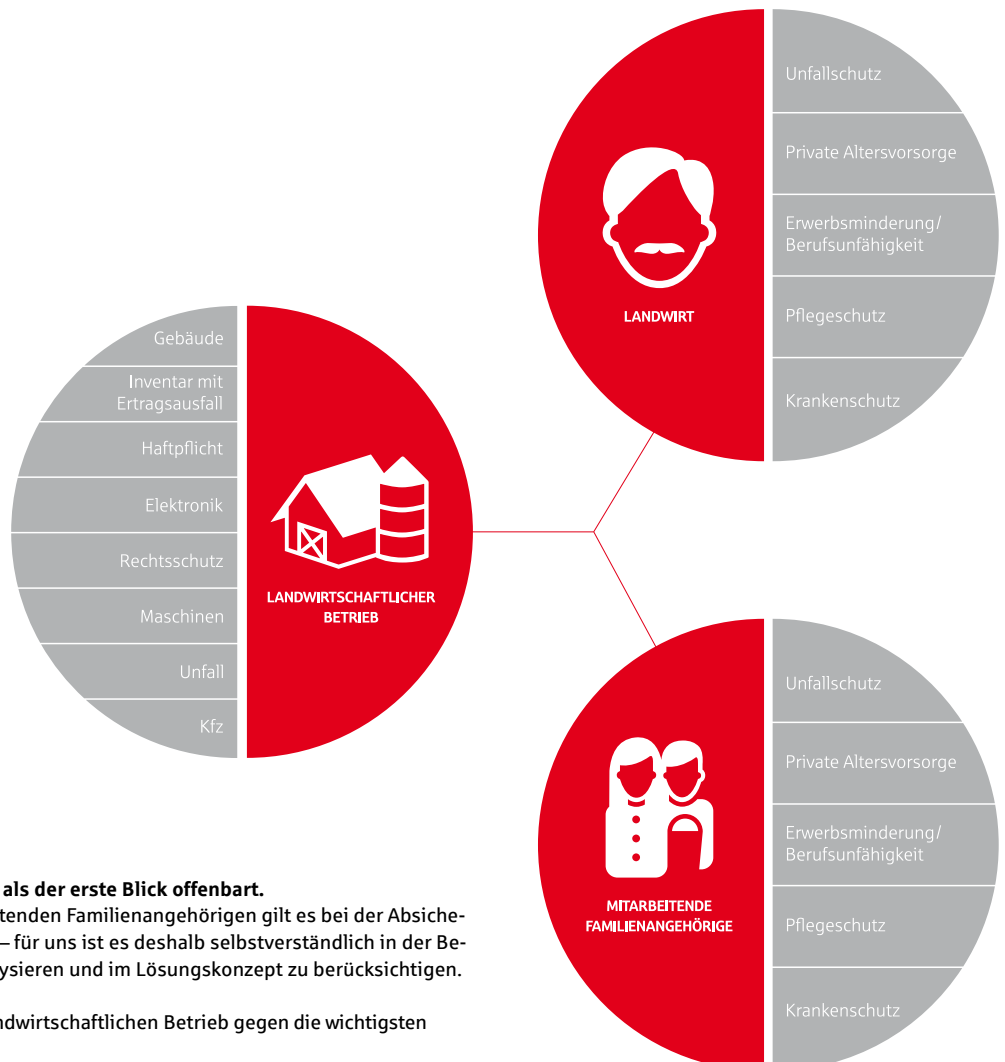 Unfallschutz
Private Altersvorsorge
Erwerbsminderung/
Berufsunfähigkeit
Pflegeschutz
Krankenschutz
LANDWIRT
Gebäude
Inventar mit
Ertragsausfall
Haftpflicht
Elektronik
Rechtsschutz
Maschinen
Unfall
Kfz
LANDWIRTSCHAFTLICHER
BETRIEB
Unfallschutz
Private Altersvorsorge
Erwerbsminderung/
Berufsunfähigkeit
Pflegeschutz
Krankenschutz
MITARBEITENDE
FAMILIENANGEHÖRIGE
als der erste Blick offenbart.
tenden Familienangehörigen gilt es bei der Absiche-
– für uns ist es deshalb selbstverständlich in der Be-
ysieren und im Lösungskonzept zu berücksichtigen.
ndwirtschaftlichen Betrieb gegen die wichtigsten